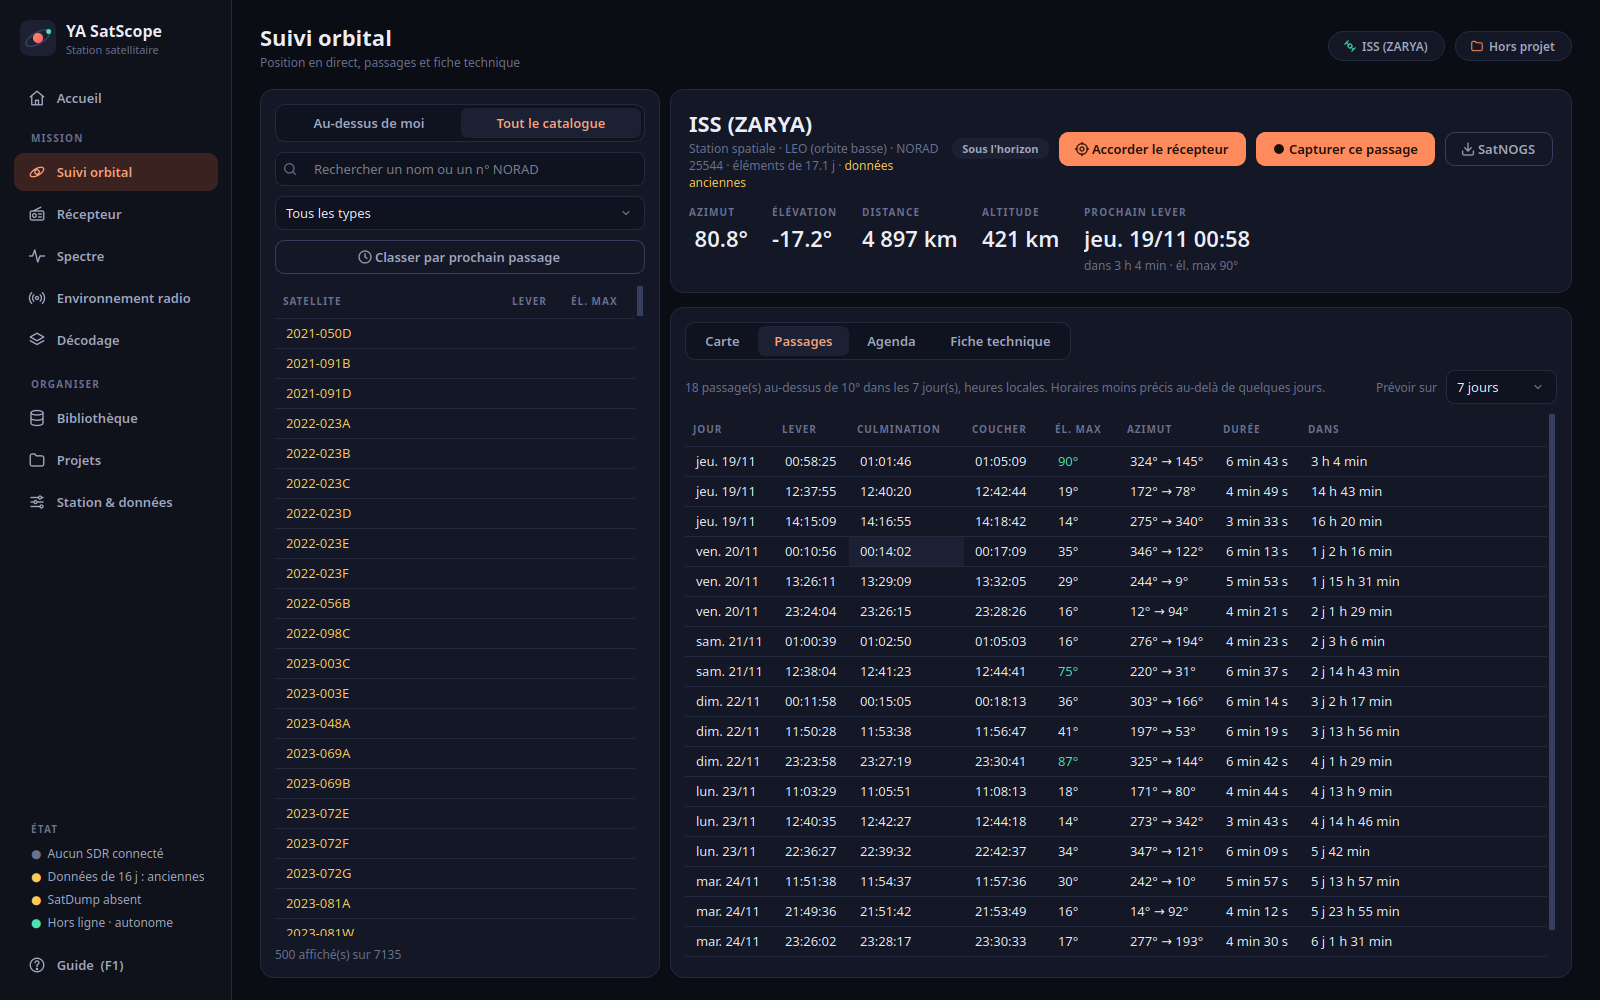 YA SatScope
Station satellitaire
Accueil
MISSION
Suivi orbital
Récepteur
Spectre
Environnement radio
Décodage
ORGANISER
Bibliothèque
Projets
Station & données
ÉTAT
Aucun SDR connecté
Données de 16 j : anciennes
SatDump absent
Hors ligne · autonome
Guide (F1)
Suivi orbital
Position en direct, passages et fiche technique
ISS (ZARYA)
Hors projet
Au-dessus de moi
Tout le catalogue
Rechercher un nom ou un n° NORAD
Tous les types
Classer par prochain passage
SATELLITE LEVER ÉL. MAX
2021-050D
2021-091B
2021-091D
2022-023A
2022-023B
2022-023C
2022-023D
2022-023E
2022-023F
2022-056B
2022-098C
2023-003C
2023-003E
2023-048A
2023-069A
2023-069B
2023-072E
2023-072F
2023-072G
2023-081A
2023-081W
500 affiché(s) sur 7135
ISS (ZARYA)
Station spatiale · LEO (orbite basse) · NORAD
25544 · éléments de 17.1 j · données
anciennes
Sous l'horizon
Accorder le récepteur
Capturer ce passage
SatNOGS
AZIMUT ÉLÉVATION DISTANCE ALTITUDE PROCHAIN LEVER
80.8° -17.2° 4 897 km 421 km jeu. 19/11 00:58
dans 3 h 4 min · él. max 90°
Carte Passages Agenda Fiche technique
18 passage(s) au-dessus de 10° dans les 7 jour(s), heures locales. Horaires moins précis au-delà de quelques jours.
Prévoir sur 7 jours
JOUR LEVER CULMINATION COUCHER ÉL. MAX AZIMUT DURÉE DANS
jeu. 19/11 00:58:25 01:01:46 01:05:09 90° 324° → 145° 6 min 43 s 3 h 4 min
jeu. 19/11 12:37:55 12:40:20 12:42:44 19° 172° → 78° 4 min 49 s 14 h 43 min
jeu. 19/11 14:15:09 14:16:55 14:18:42 14° 275° → 340° 3 min 33 s 16 h 20 min
ven. 20/11 00:10:56 00:14:02 00:17:09 35° 346° → 122° 6 min 13 s 1 j 2 h 16 min
ven. 20/11 13:26:11 13:29:09 13:32:05 29° 244° → 9° 5 min 53 s 1 j 15 h 31 min
ven. 20/11 23:24:04 23:26:15 23:28:26 16° 12° → 94° 4 min 21 s 2 j 1 h 29 min
sam. 21/11 01:00:39 01:02:50 01:05:03 16° 276° → 194° 4 min 23 s 2 j 3 h 6 min
sam. 21/11 12:38:04 12:41:23 12:44:41 75° 220° → 31° 6 min 37 s 2 j 14 h 43 min
dim. 22/11 00:11:58 00:15:05 00:18:13 36° 303° → 166° 6 min 14 s 3 j 2 h 17 min
dim. 22/11 11:50:28 11:53:38 11:56:47 41° 197° → 53° 6 min 19 s 3 j 13 h 56 min
dim. 22/11 23:23:58 23:27:19 23:30:41 87° 325° → 144° 6 min 42 s 4 j 1 h 29 min
lun. 23/11 11:03:29 11:05:51 11:08:13 18° 171° → 80° 4 min 44 s 4 j 13 h 9 min
lun. 23/11 12:40:35 12:42:27 12:44:18 14° 273° → 342° 3 min 43 s 4 j 14 h 46 min
lun. 23/11 22:36:27 22:39:32 22:42:37 34° 347° → 121° 6 min 09 s 5 j 42 min
mar. 24/11 11:51:38 11:54:37 11:57:36 30° 242° → 10° 5 min 57 s 5 j 13 h 57 min
mar. 24/11 21:49:36 21:51:42 21:53:49 16° 14° → 92° 4 min 12 s 5 j 23 h 55 min
mar. 24/11 23:26:02 23:28:17 23:30:33 17° 277° → 193° 4 min 30 s 6 j 1 h 31 min